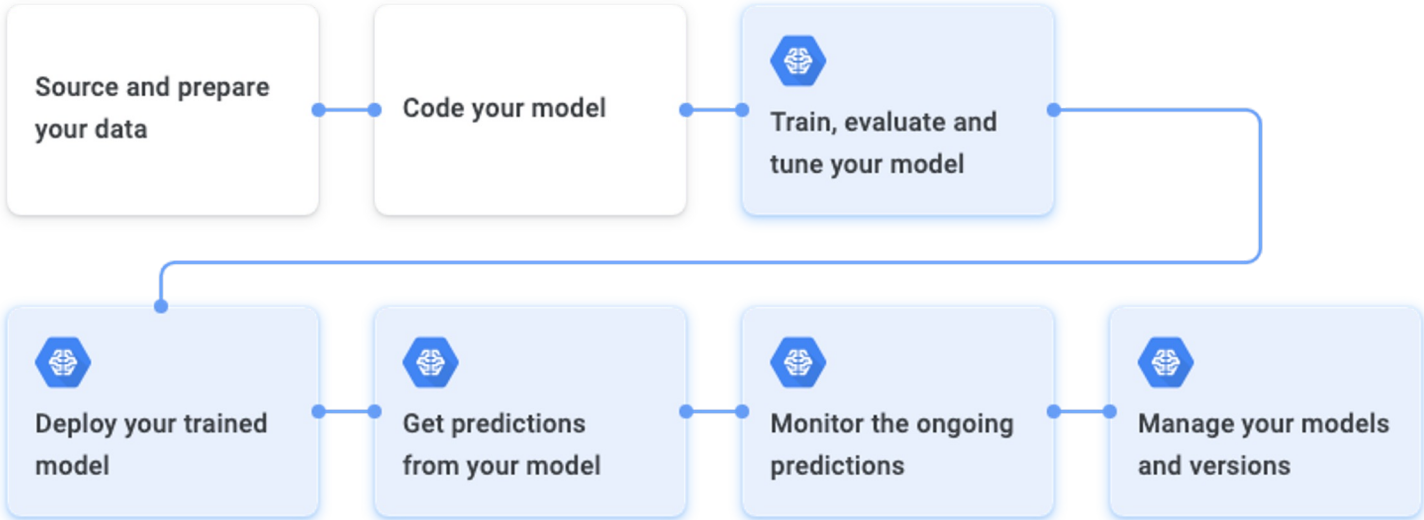 Source and prepare
your data
Code your model
Train, evaluate and
tune your model
Deploy your trained
model
Get predictions
from your model
Monitor the ongoing
predictions
Manage your models
and versions